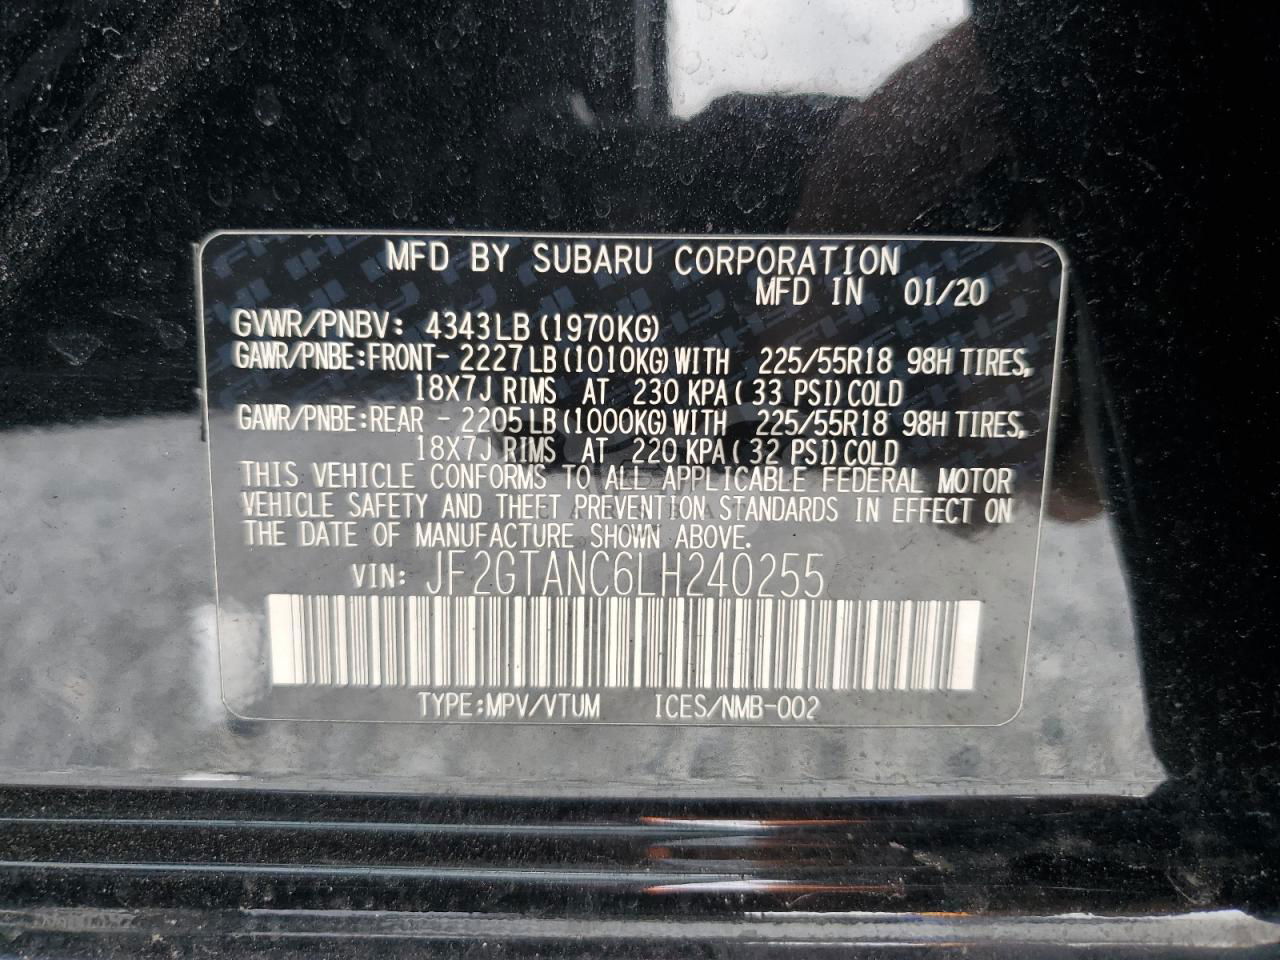 MFD BY SUBARU CORPORATION
MFD IN 01/20
GVWR/PNBV: 4343LB (1970KG)
GAWR/PNBE:FRONT- 2227LB (1010KG) WITH 225/55R18 98H TIRES,
18X7J RIMS AT 230 KPA ( 33 PSI) COLD
GAWR/PNBE:REAR - 2205LB (1000KG) WITH 225/55R18 98H TIRES,
18X7J RIMS AT 220 KPA ( 32 PSI) COLD
THIS VEHICLE CONFORMS TO ALL APPLICABLE FEDERAL MOTOR
VEHICLE SAFETY AND THEFT PREVENTION STANDARDS IN EFFECT ON
THE DATE OF MANUFACTURE SHOWN ABOVE.
VIN: JF2GTANC6LH240255
TYPE:MPV/VTUM ICES/NMB-002